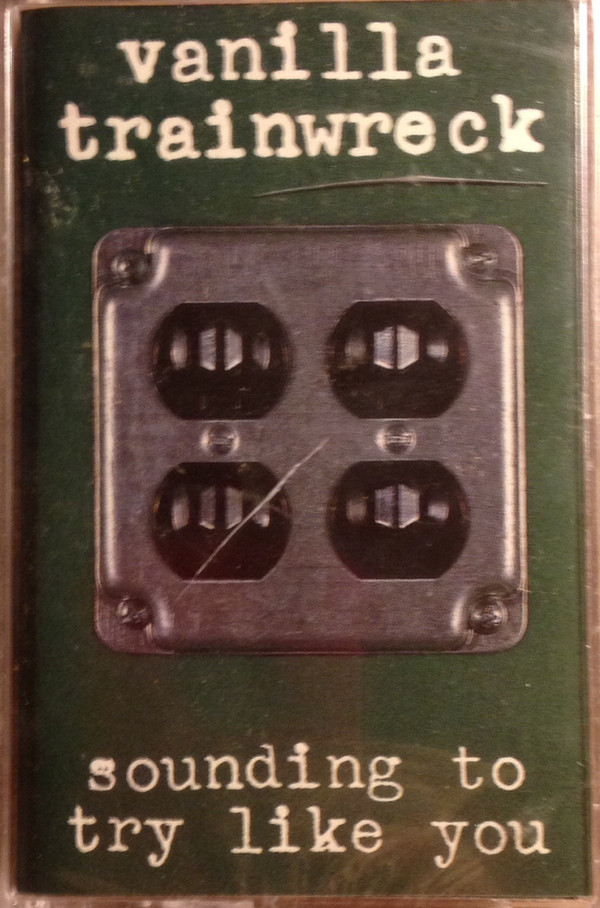 vanilla
trainwreck
sounding to
try like you